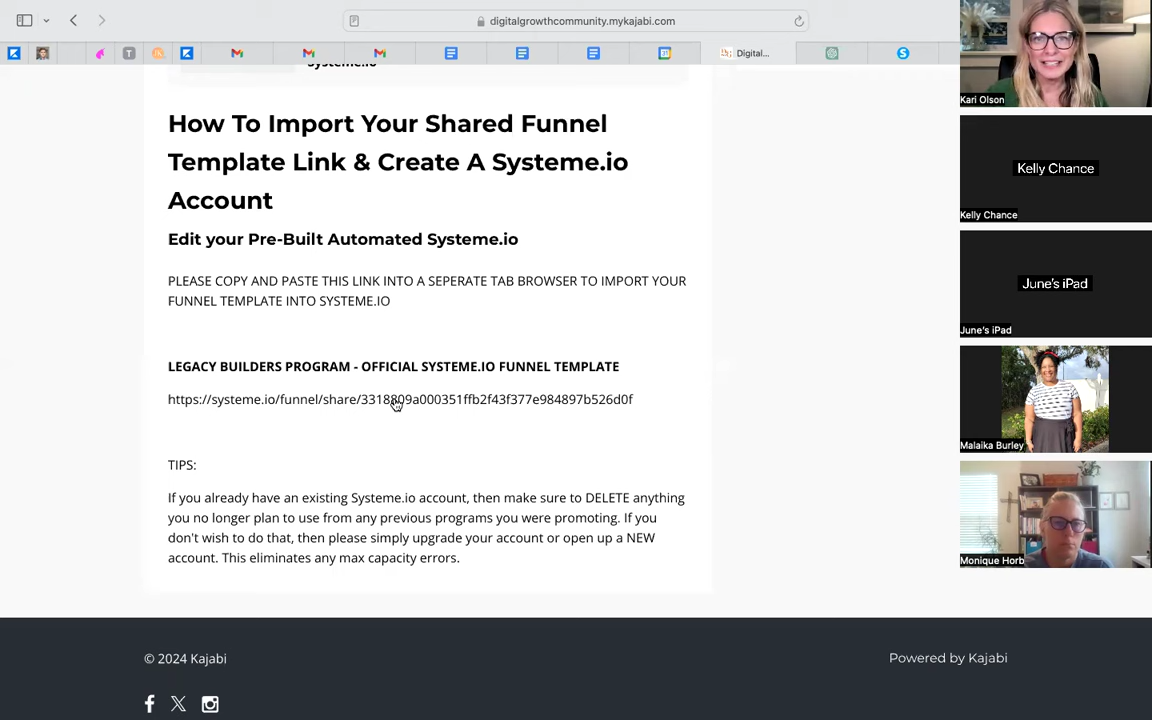 digitalgrowthcommunity.mykajabi.com
T
Digital...
S
How To Import Your Shared Funnel
Template Link & Create A Systeme.io
Account
Edit your Pre-Built Automated Systeme.io
PLEASE COPY AND PASTE THIS LINK INTO A SEPERATE TAB BROWSER TO IMPORT YOUR
FUNNEL TEMPLATE INTO SYSTEME.IO
LEGACY BUILDERS PROGRAM - OFFICIAL SYSTEME.IO FUNNEL TEMPLATE
TIPS:
If you already have an existing Systeme.io account, then make sure to DELETE anything
you no longer plan to use from any previous programs you were promoting. If you
don't wish to do that, then please simply upgrade your account or open up a NEW
account. This eliminates any max capacity errors.
© 2024 Kajabi
Powered by Kajabi
Kari Olson
Kelly Chance
Kelly Chance
June's iPad
June's iPad
Malaika Burley
Monique Horb